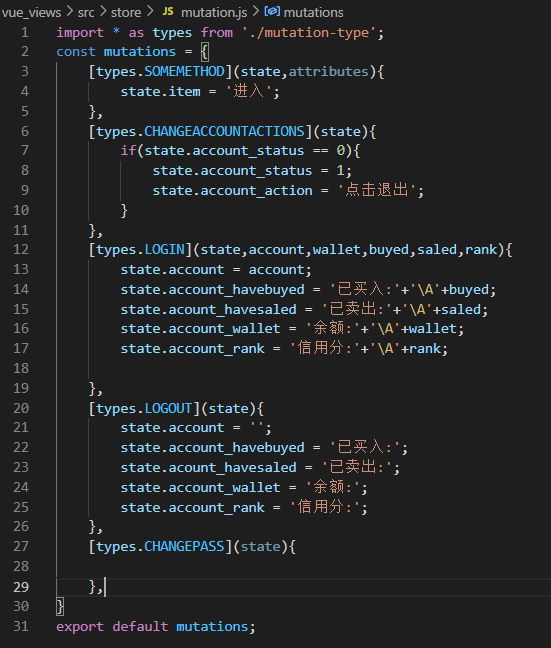 vue_views > src > store > JS mutation.js > mutations
1 import * as types from './mutation-type';
2 const mutations = {
3 [types.SOMEMETHOD](state,attributes){
4 state.item = '进入';
5 },
6 [types.CHANGEACCOUNTACTIONS](state){
7 if(state.account_status == 0){
8 state.account_status = 1;
9 state.account_action = '点击退出';
10 }
11 },
12 [types.LOGIN](state,account,wallet,buyed,saled,rank){
13 state.account = account;
14 state.account_havebuyed = '已买入:'+'\A'+buyed;
15 state.acount_havesaled = '已卖出:'+'\A'+saled;
16 state.account_wallet = '余额:'+'\A'+wallet;
17 state.account_rank = '信用分:'+'\A'+rank;
18
19 },
20 [types.LOGOUT](state){
21 state.account = '';
22 state.account_havebuyed = '已买入:';
23 state.acount_havesaled = '已卖出:';
24 state.account_wallet = '余额:';
25 state.account_rank = '信用分:';
26 },
27 [types.CHANGEPASS](state){
28
29 },
30 }
31 export default mutations;